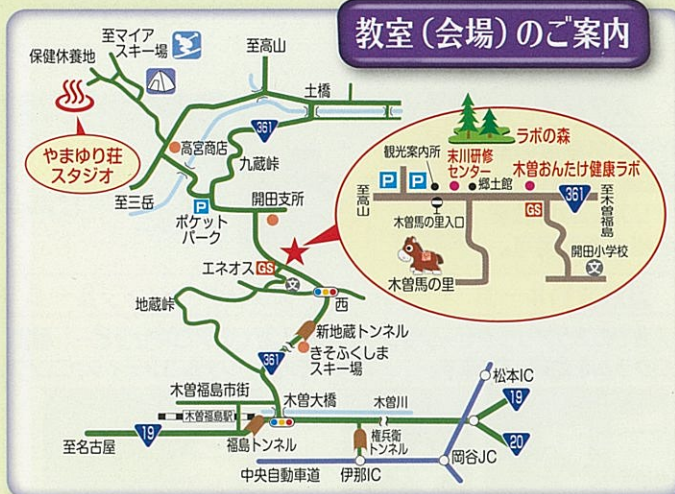 教室（会場）のご案内
至マイア
スキー場
保健休養地
至高山
土橋
361
やまゆり荘
スタジオ
高宮商店
九蔵峠
至三岳
P
ポケット
パーク
開田支所
ラボの森
観光案内所
末川研修
センター
木曽おんたけ健康ラボ
P
P
郷土館
至高山
361
至木曽福島
木曽馬の里入口
GS
開田小学校
文
木曽馬の里
エネオス
GS
文
西
地蔵峠
新地蔵トンネル
きそふくしま
スキー場
361
松本IC
木曽福島市街
木曽大橋
木曽川
19
木曽福島駅
19
至名古屋
福島トンネル
権兵衛
トンネル
20
岡谷JC
中央自動車道
伊那IC